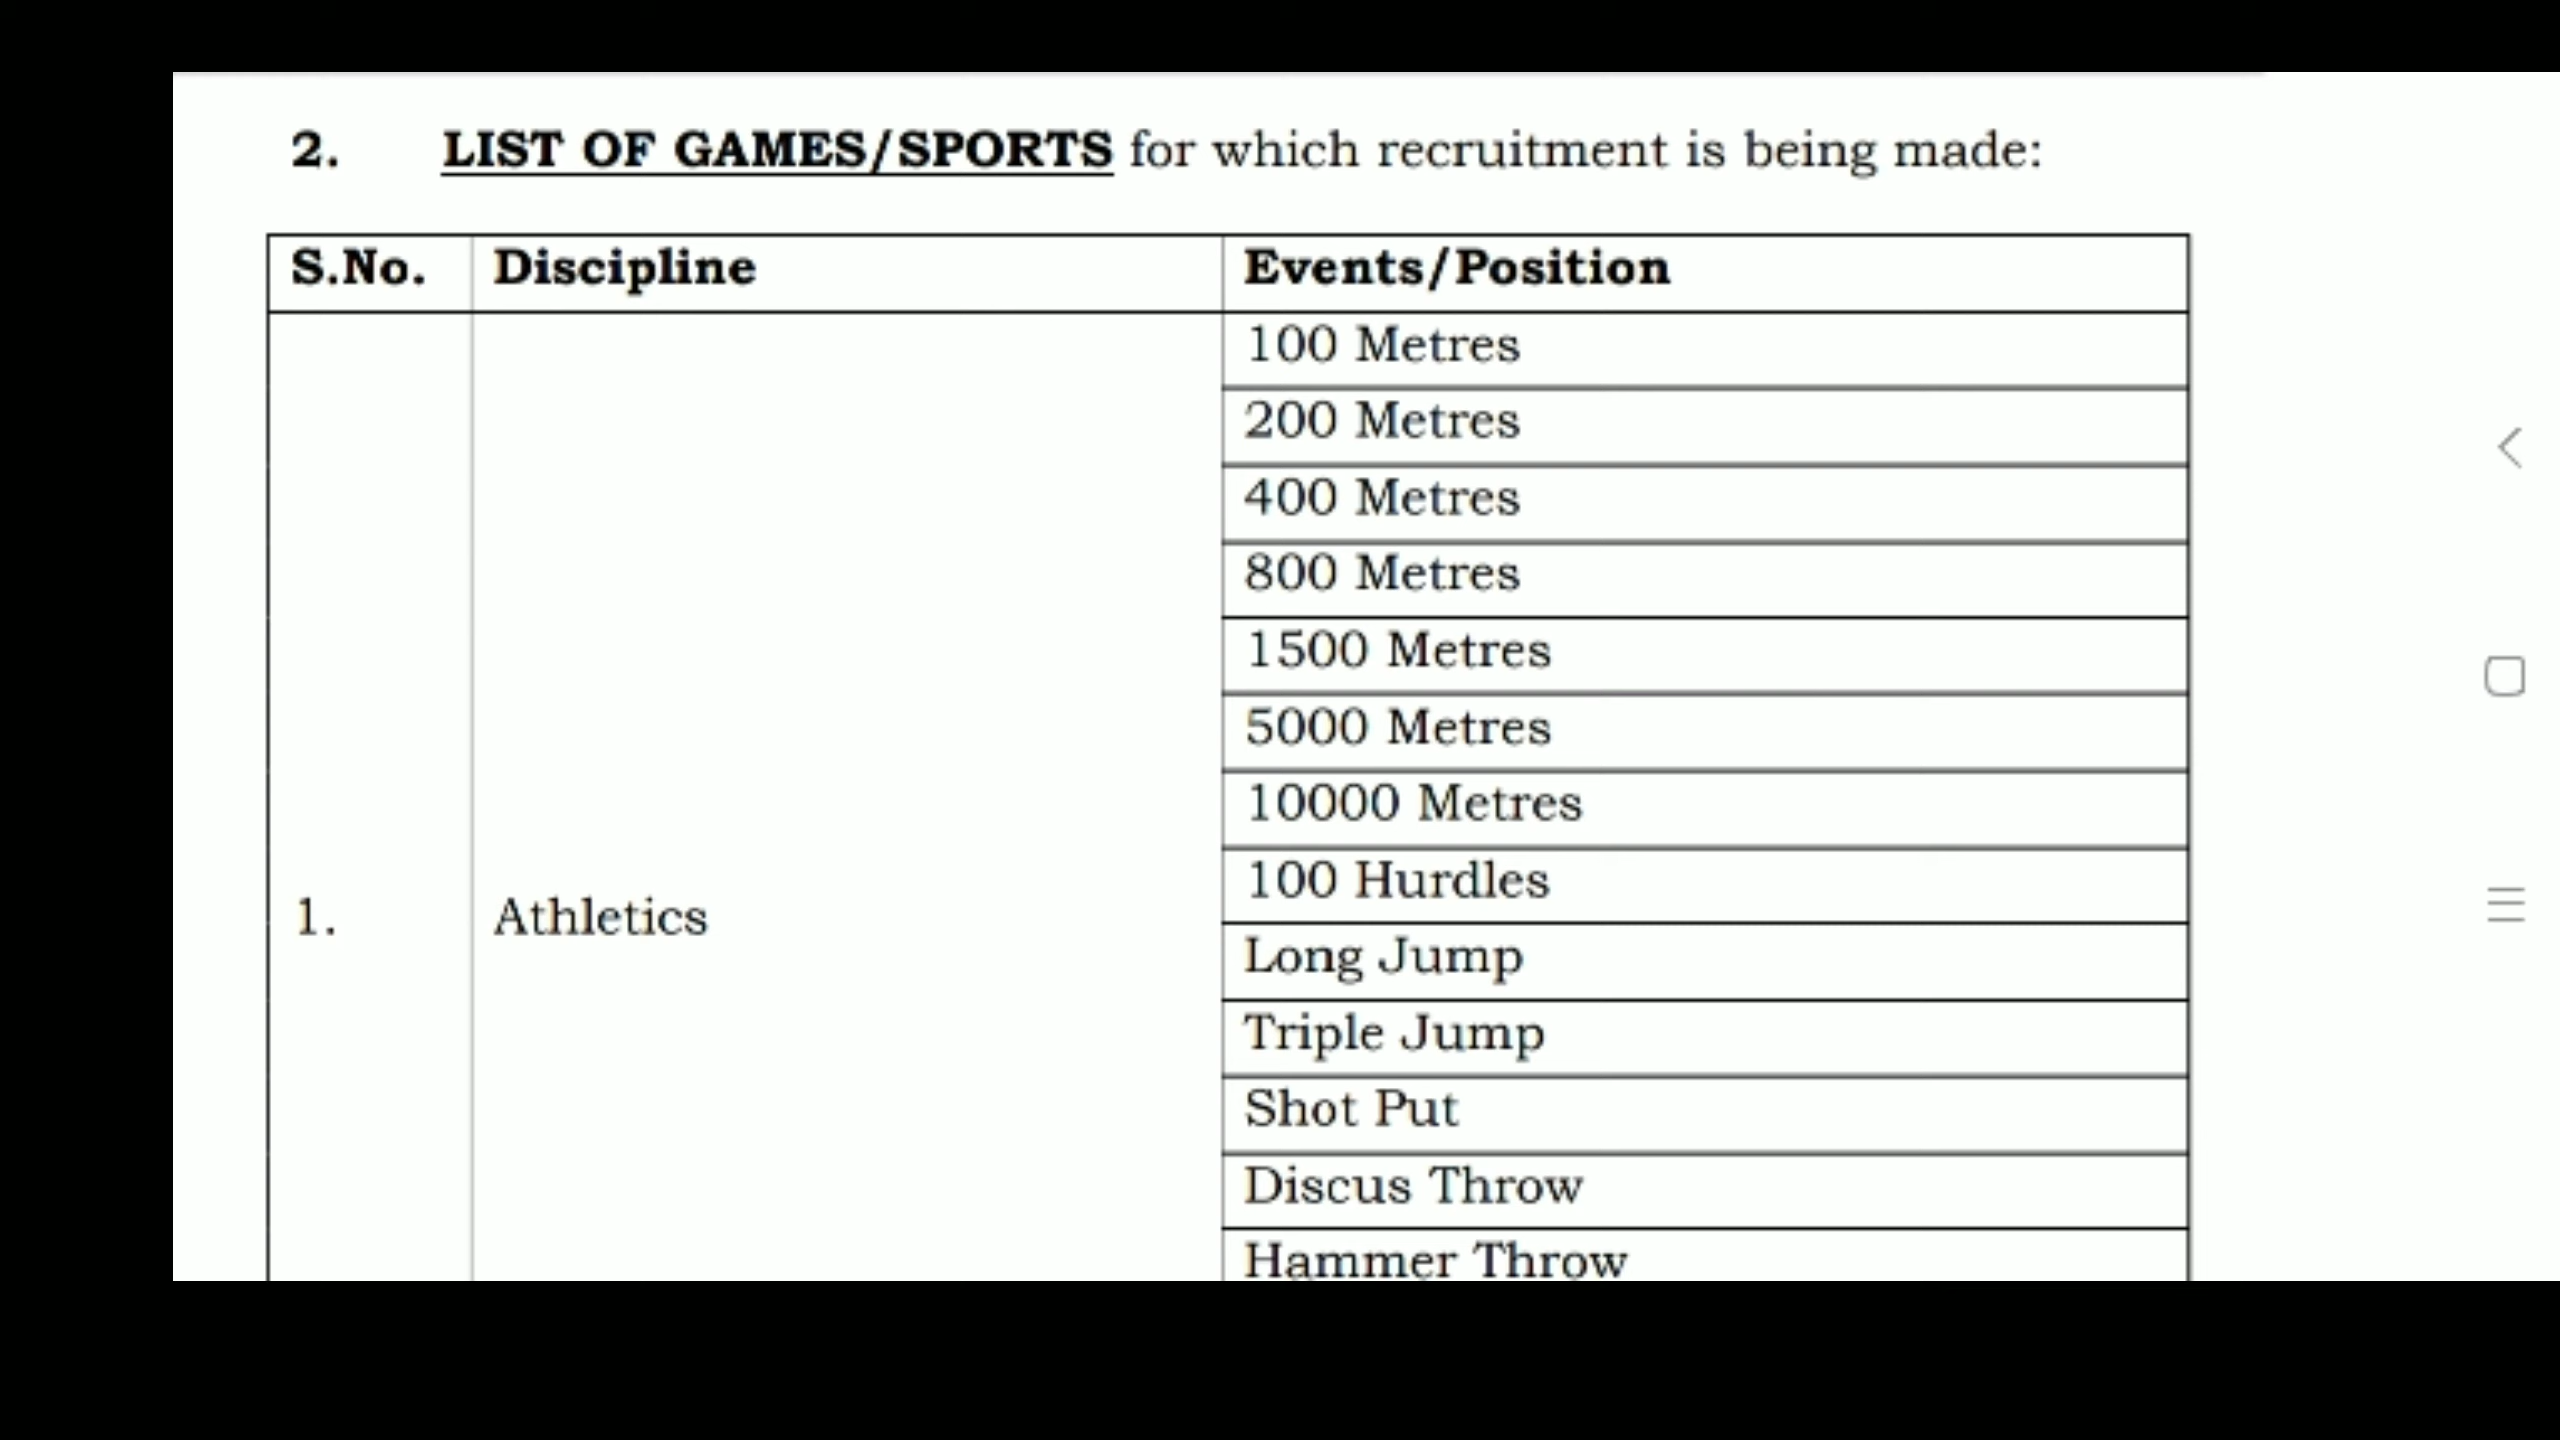 2. LIST OF GAMES/SPORTS for which recruitment is being made:
S.No. Discipline Events/Position
100 Metres
200 Metres
400 Metres
800 Metres
1500 Metres
5000 Metres
10000 Metres
100 Hurdles
1. Athletics
Long Jump
Triple Jump
Shot Put
Discus Throw
Hammer Throw